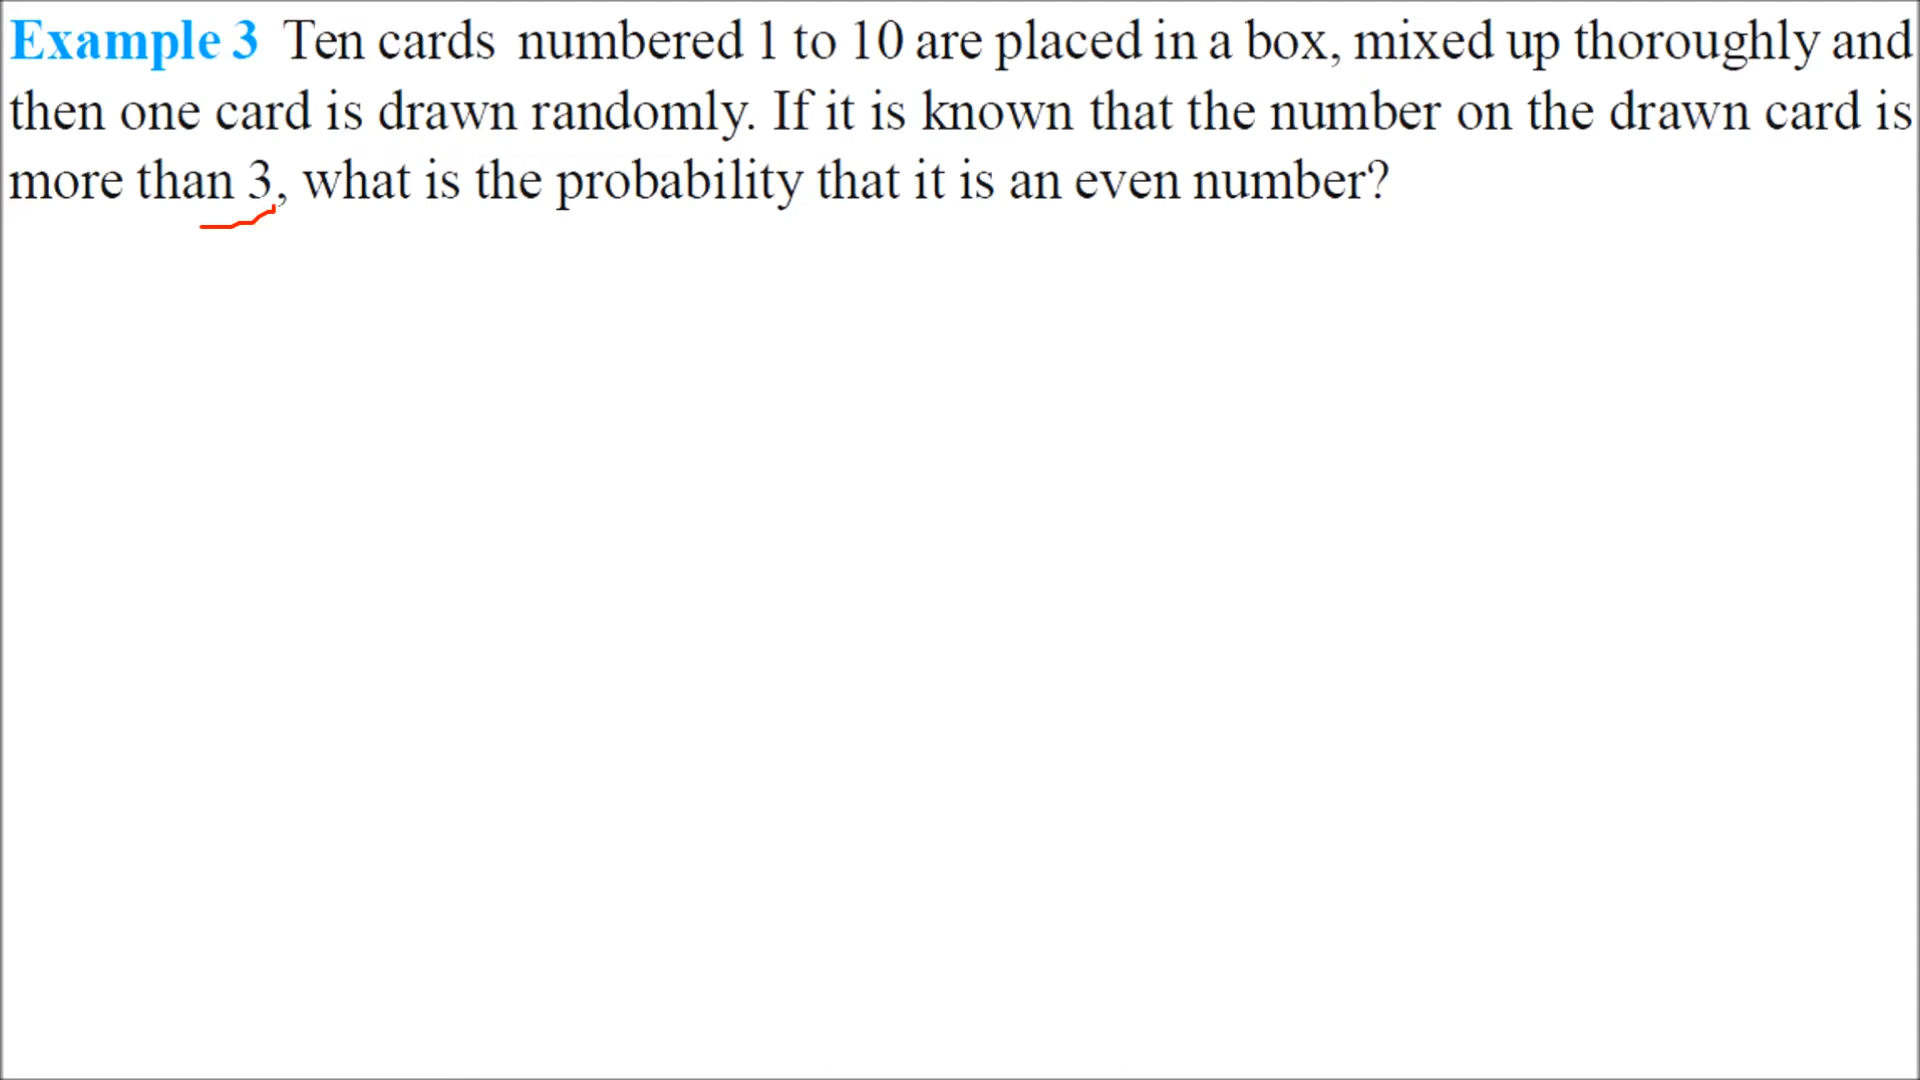 Example 3 Ten cards numbered 1 to 10 are placed in a box, mixed up thoroughly and
then one card is drawn randomly. If it is known that the number on the drawn card is
more than 3, what is the probability that it is an even number?